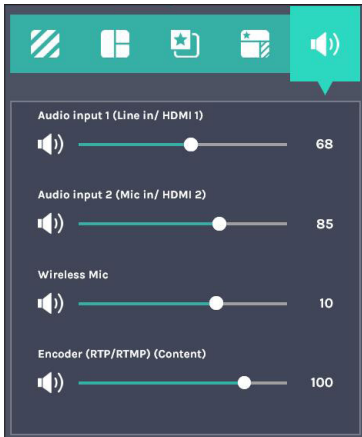 Audio input 1 (Line in/ HDMI 1)
68
Audio input 2 (Mic in/ HDMI 2)
85
Wireless Mic
10
Encoder (RTP/RTMP) (Content)
100